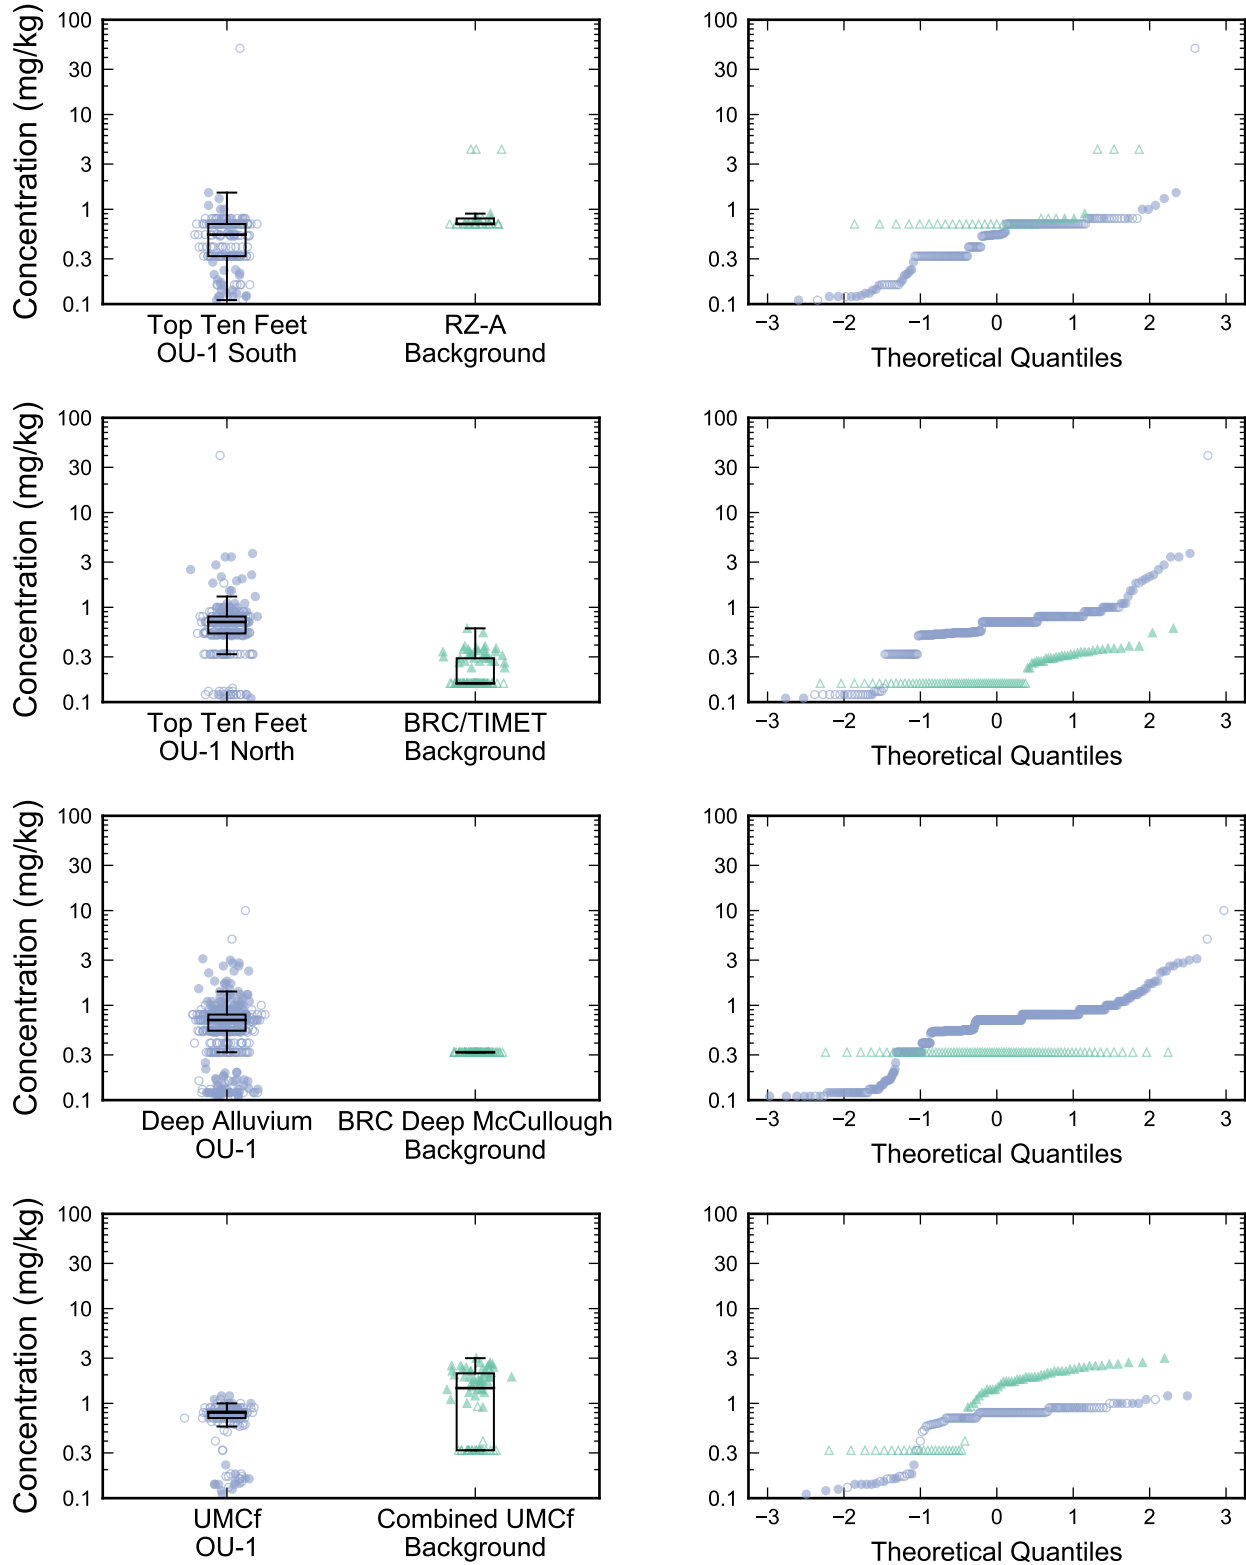 Concentration (mg/kg)
100
30
10
3
1
0.3
0.1
Top Ten Feet
OU-1 South
RZ-A
Background
100
30
10
3
1
0.3
0.1
−3 −2 −1 0 1 2 3
Theoretical Quantiles
Concentration (mg/kg)
100
30
10
3
1
0.3
0.1
Top Ten Feet
OU-1 North
BRC/TIMET
Background
100
30
10
3
1
0.3
0.1
−3 −2 −1 0 1 2 3
Theoretical Quantiles
Concentration (mg/kg)
100
30
10
3
1
0.3
0.1
Deep Alluvium
OU-1
BRC Deep McCullough
Background
100
30
10
3
1
0.3
0.1
−3 −2 −1 0 1 2 3
Theoretical Quantiles
Concentration (mg/kg)
100
30
10
3
1
0.3
0.1
UMCf
OU-1
Combined UMCf
Background
100
30
10
3
1
0.3
0.1
−3 −2 −1 0 1 2 3
Theoretical Quantiles